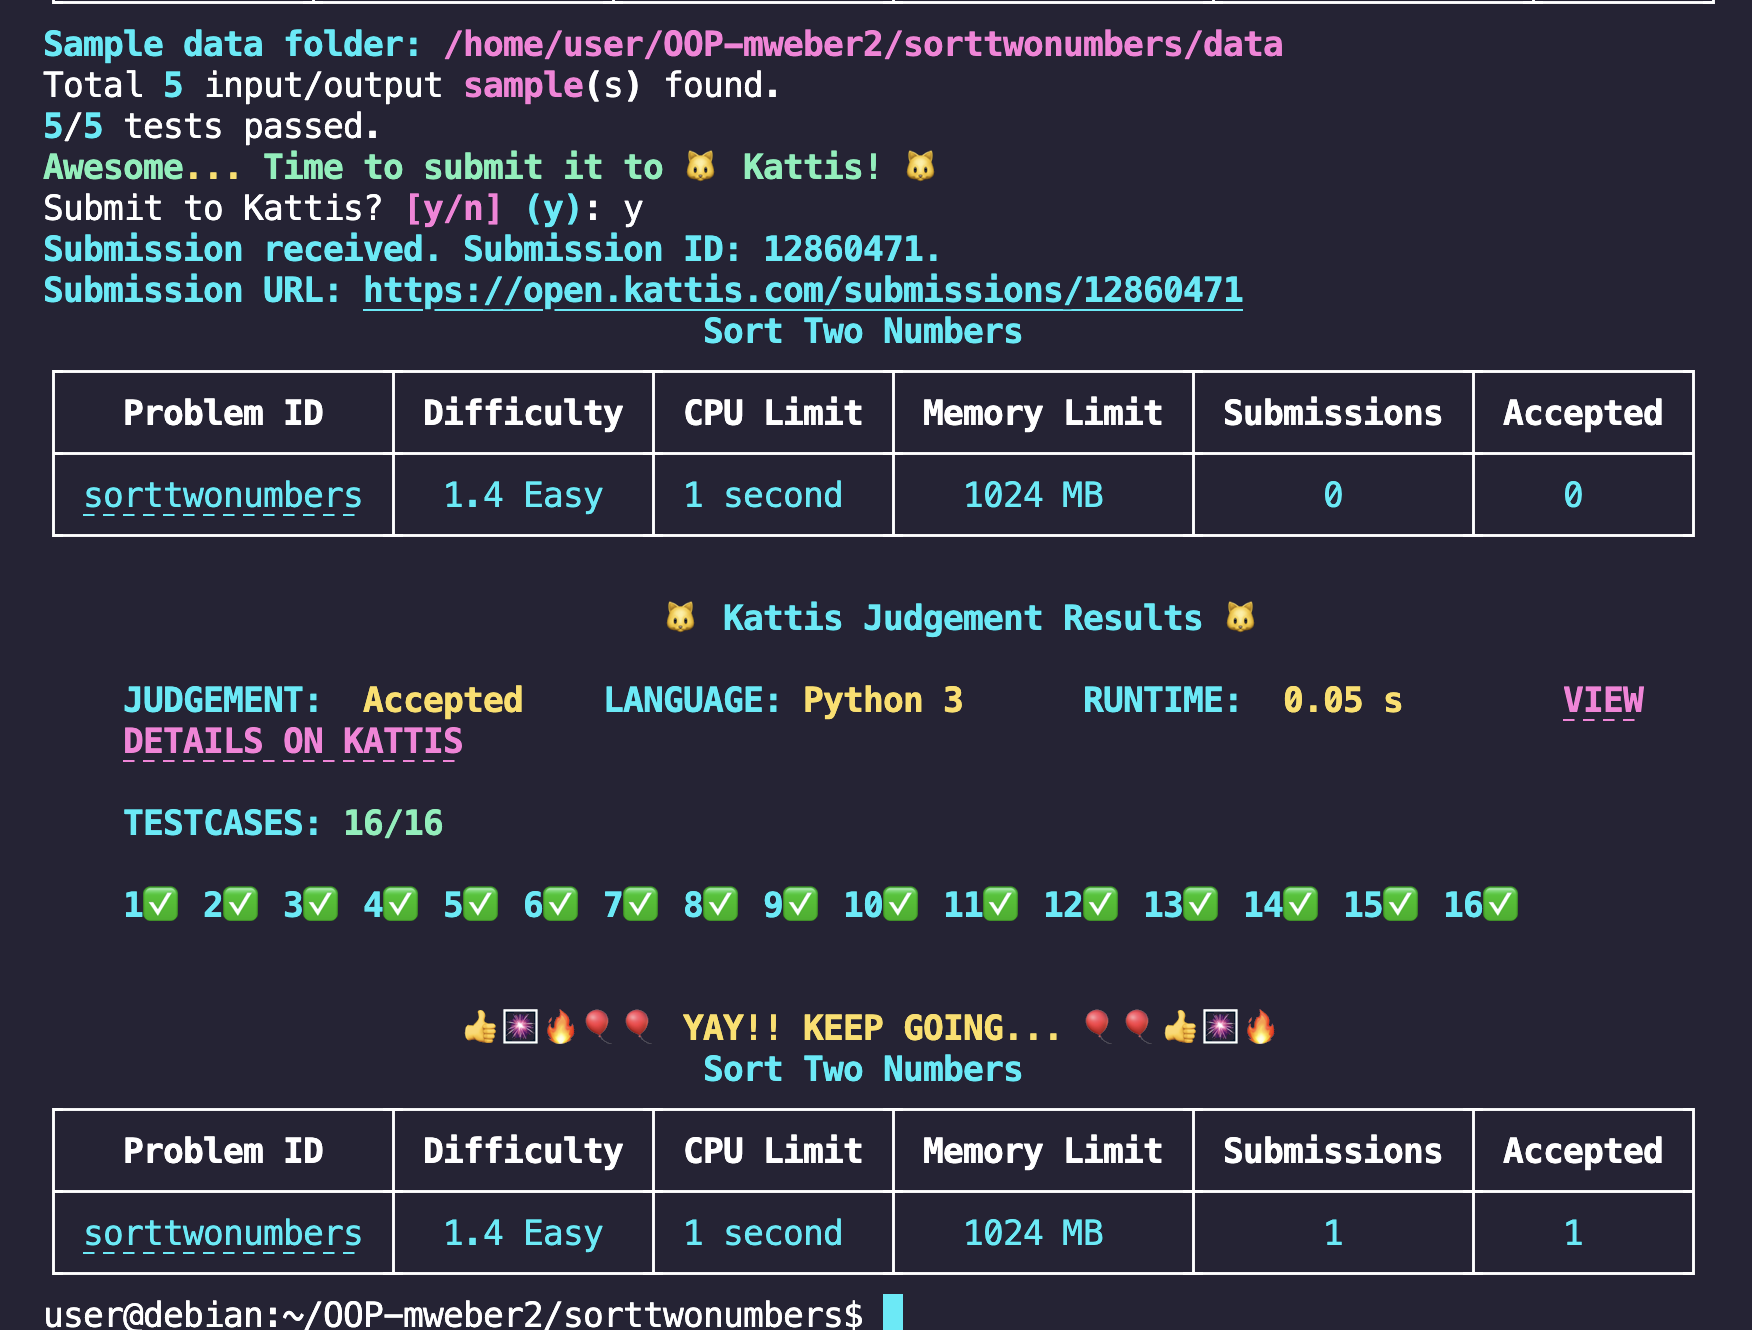 Sample data folder: /home/user/OOP-mweber2/sorttwonumbers/data
Total 5 input/output sample(s) found.
5/5 tests passed.
Awesome... Time to submit it to 🐱 Kattis! 🐱
Submit to Kattis? [y/n] (y): y
Submission received. Submission ID: 12860471.
Submission URL: https://open.kattis.com/submissions/12860471
Sort Two Numbers
Problem ID Difficulty CPU Limit Memory Limit Submissions Accepted
sorttwonumbers 1.4 Easy 1 second 1024 MB 0 0
🐱 Kattis Judgement Results 🐱
JUDGEMENT: Accepted LANGUAGE: Python 3 RUNTIME: 0.05 s VIEW
DETAILS ON KATTIS
TESTCASES: 16/16
1✅ 2✅ 3✅ 4✅ 5✅ 6✅ 7✅ 8✅ 9✅ 10✅ 11✅ 12✅ 13✅ 14✅ 15✅ 16✅
👍🎆🔥🎈🎈 YAY!! KEEP GOING... 🎈🎈👍🎆🔥
Sort Two Numbers
Problem ID Difficulty CPU Limit Memory Limit Submissions Accepted
sorttwonumbers 1.4 Easy 1 second 1024 MB 1 1
user@debian:~/OOP-mweber2/sorttwonumbers$